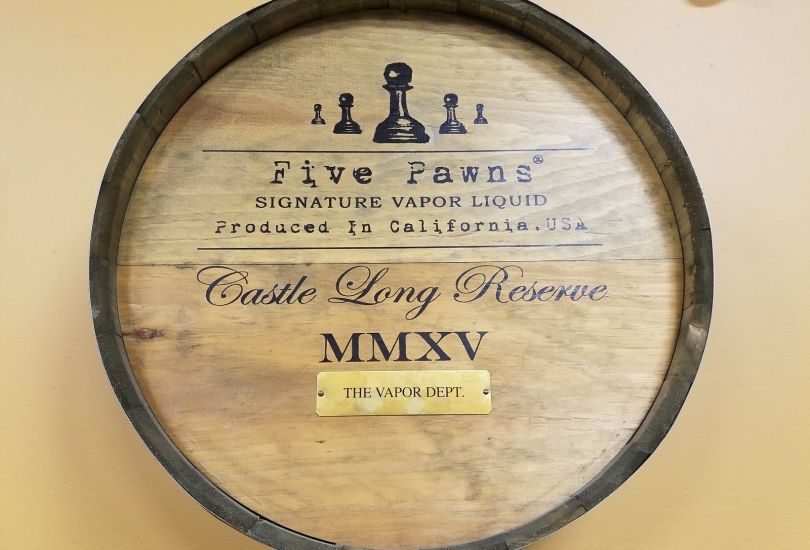 Five Pawns®
SIGNATURE VAPOR LIQUID
Produced In California, USA
Castle Long Reserve
MMXV
THE VAPOR DEPT.